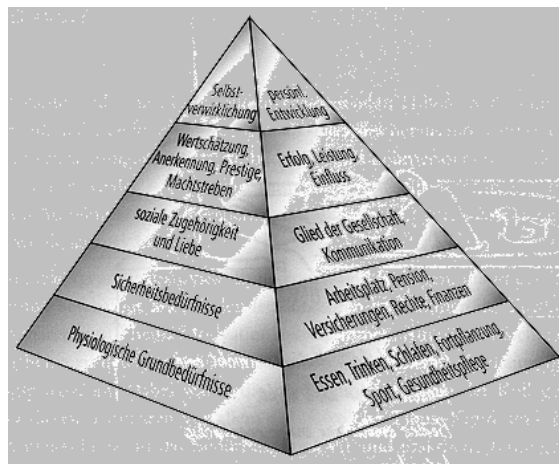 Selbst-
verwirklichung
persönl.
Entwicklung
Wertschätzung,
Anerkennung, Prestige,
Machtstreben
Erfolg, Leistung,
Einfluss
soziale Zugehörigkeit
und Liebe
Glied der Gesellschaft,
Kommunikation
Sicherheitsbedürfnisse
Arbeitsplatz, Pension,
Versicherungen, Rechte, Finanzen
Physiologische Grundbedürfnisse
Essen, Trinken, Schlafen, Fortpflanzung,
Sport, Gesundheitspflege